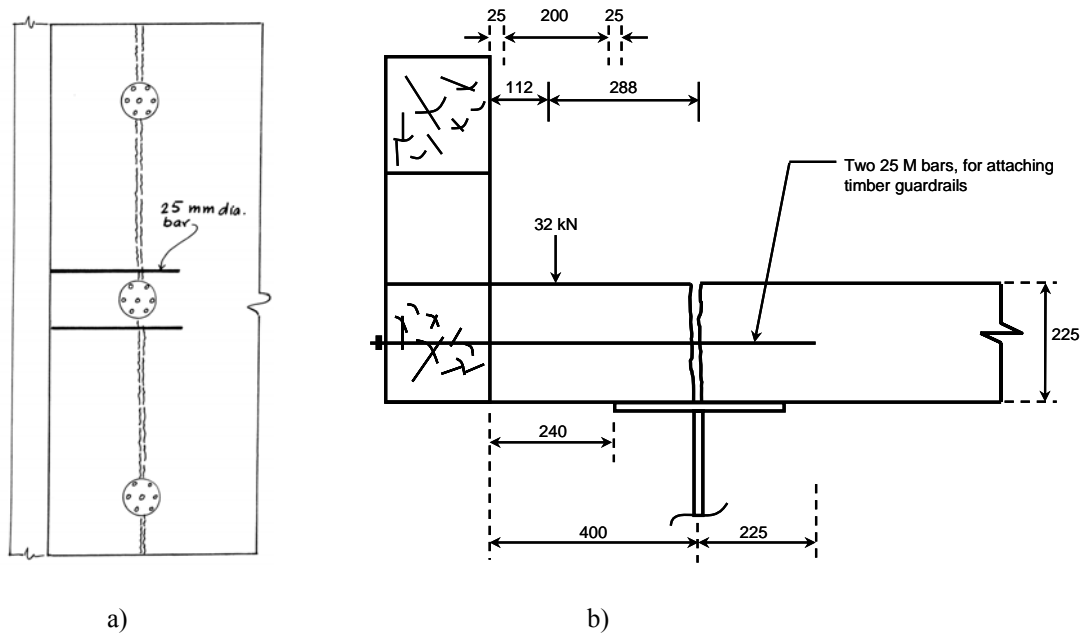 25 mm dia.
bar
25
200
25
112
288
Two 25 M bars, for attaching
timber guardrails
32 kN
225
240
400
225
a)
b)